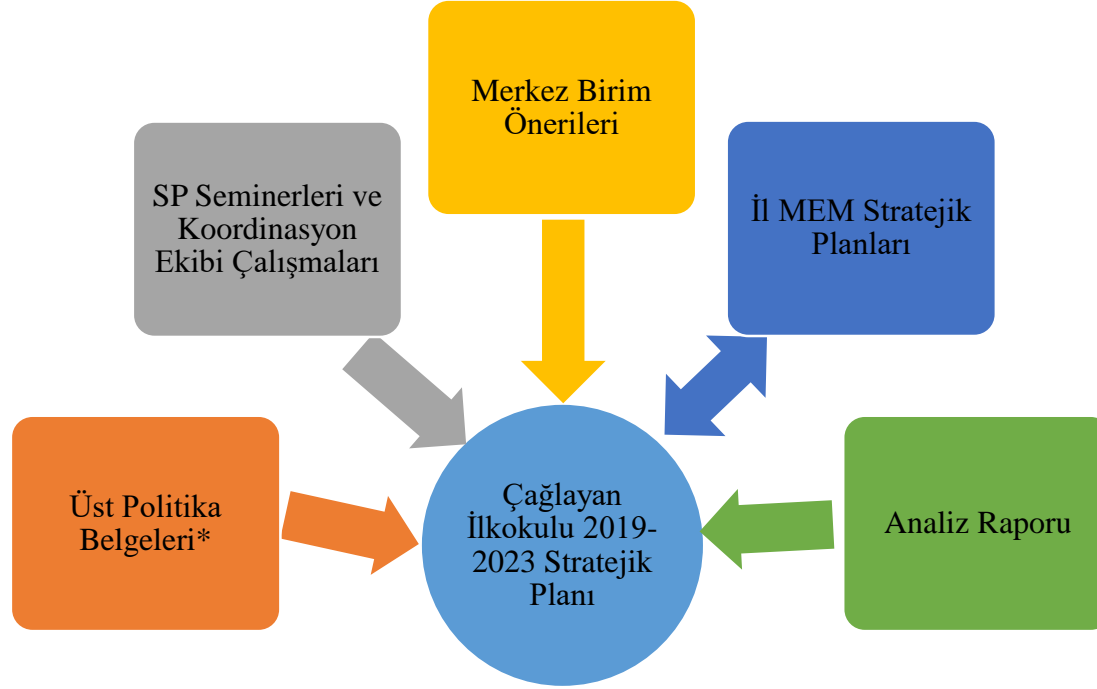 Merkez Birim
Önerileri
SP Seminerleri ve
Koordinasyon
Ekibi Çalışmaları
İl MEM Stratejik
Planları
Üst Politika
Belgeleri*
Çağlayan
İlkokulu 2019-
2023 Stratejik
Planı
Analiz Raporu